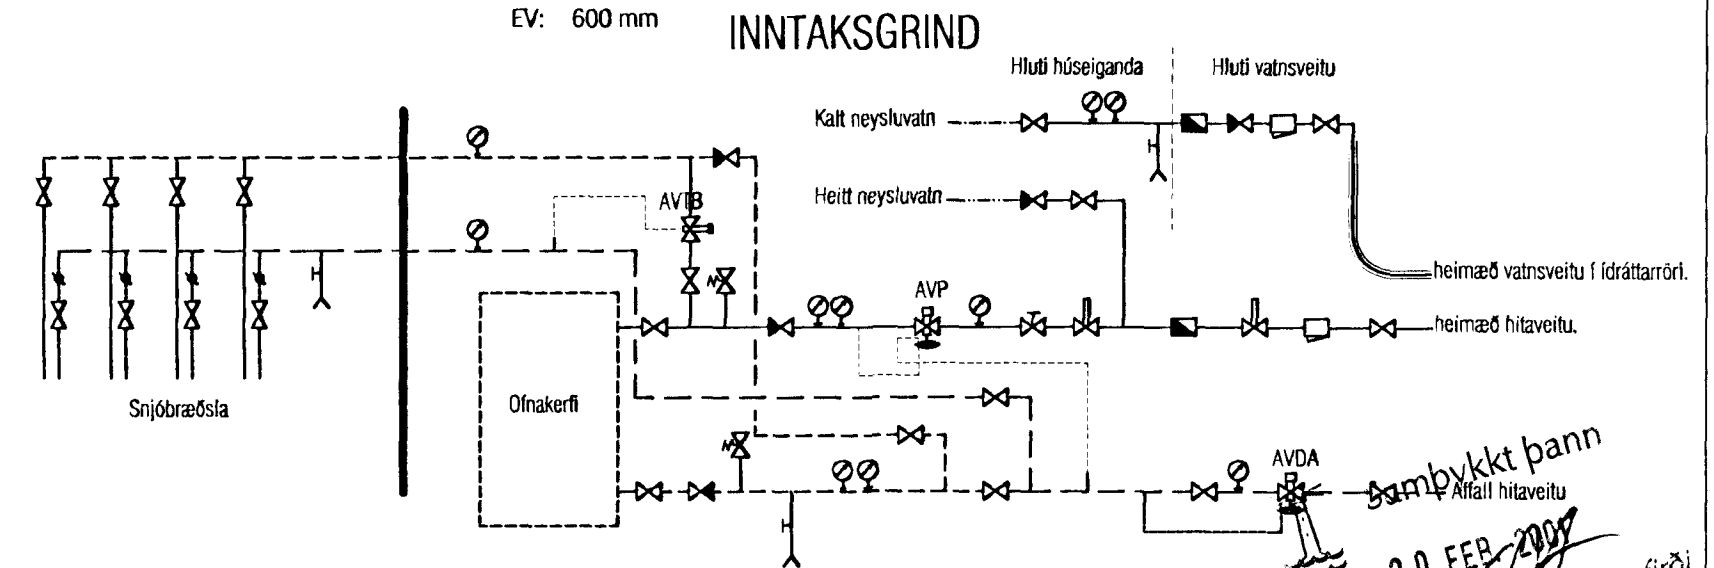 EV: 600 mm
INNTAKSGRIND
Hluti húseiganda
Hluti vatnsveitu
Kalt neysluvatn
Heitt neysluvatn
AVTB
AVP
heimæð vatnsveitu í ídráttarröri.
heimæð hitaveitu.
Snjóbræðsla
Ofnakerfi
AVDA
Samþykkt þann
Affall hitaveitu
FEB